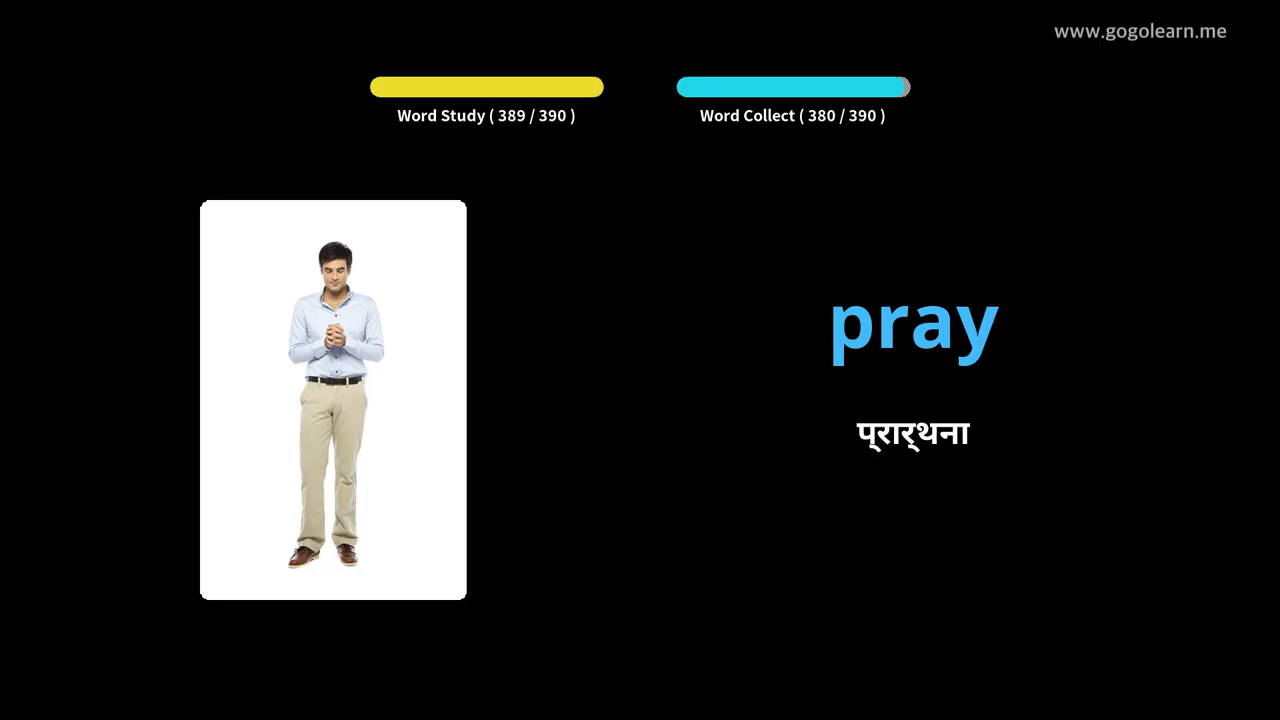 www.gogolearn.me
Word Study ( 389 / 390 )
Word Collect ( 380 / 390 )
pray
प्रार्थना